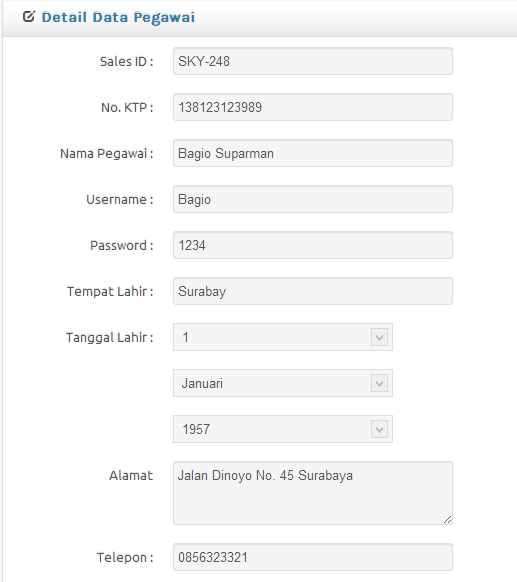 Detail Data Pegawai
Sales ID : SKY-248
No. KTP : 138123123989
Nama Pegawai : Bagio Suparman
Username : Bagio
Password : 1234
Tempat Lahir : Surabay
Tanggal Lahir : 1
Januari
1957
Alamat Jalan Dinoyo No. 45 Surabaya
Telepon : 0856323321